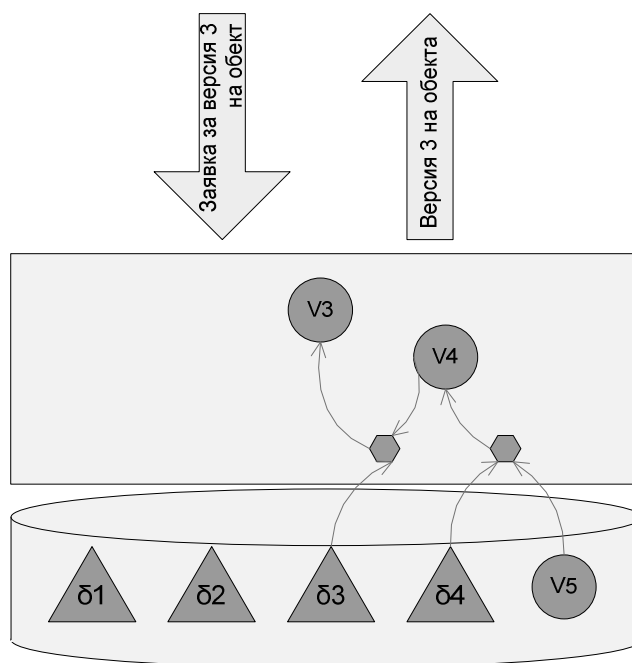 Заявка за версия 3
на обект
Версия 3 на обекта
V3
V4
δ1
δ2
δ3
δ4
V5